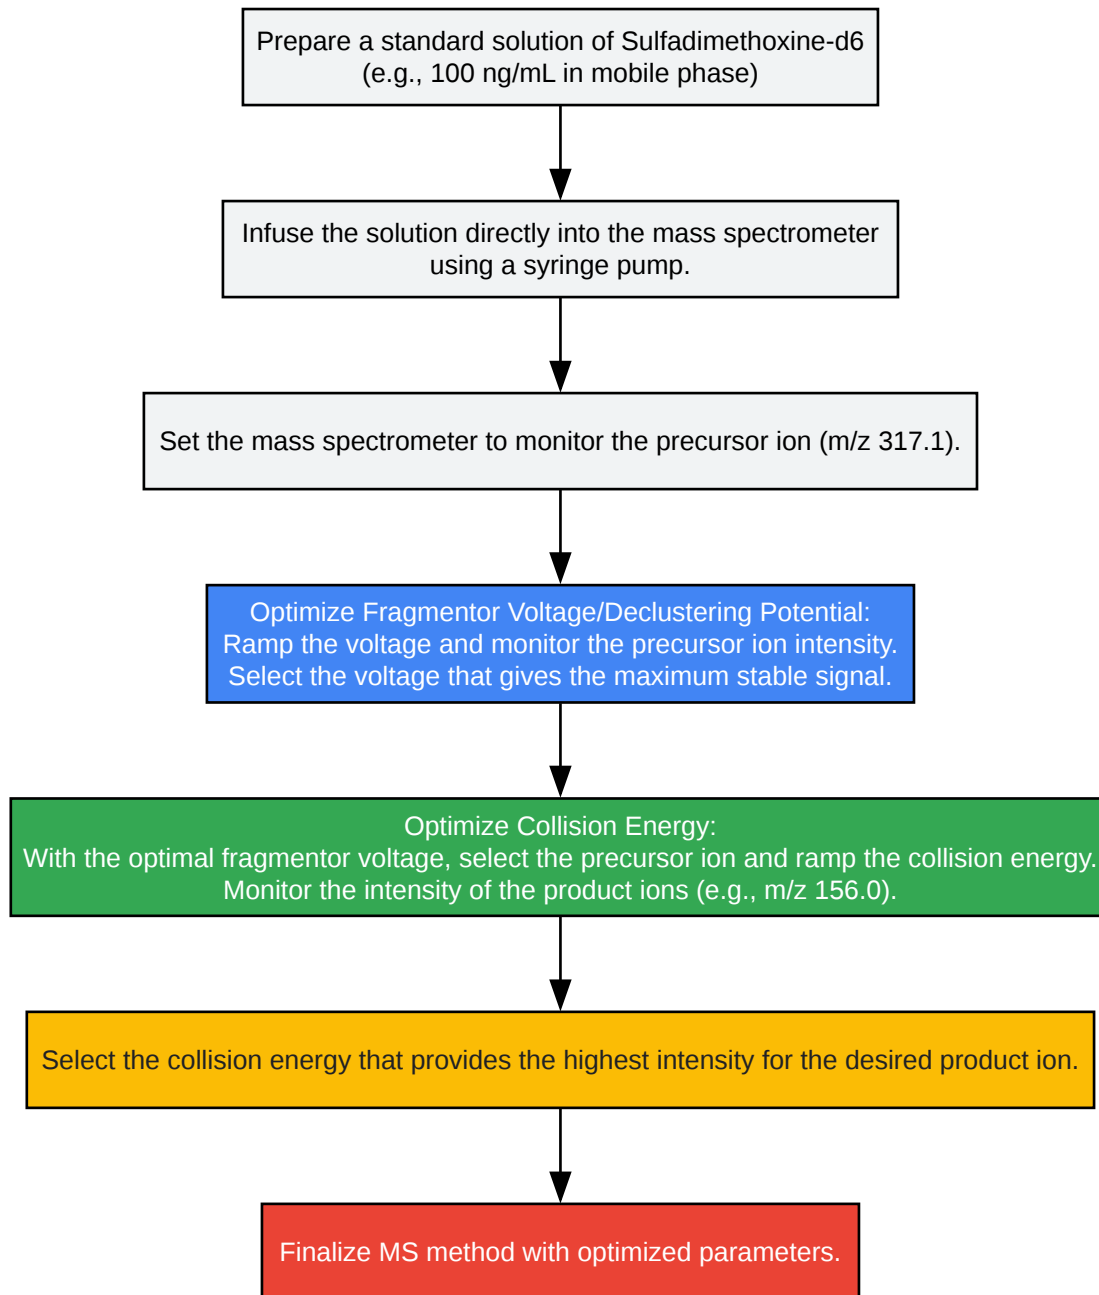 Prepare a standard solution of Sulfadimethoxine-d6
(e.g., 100 ng/mL in mobile phase)
Infuse the solution directly into the mass spectrometer
using a syringe pump.
Set the mass spectrometer to monitor the precursor ion (m/z 317.1).
Optimize Fragmentor Voltage/Declustering Potential:
Ramp the voltage and monitor the precursor ion intensity.
Select the voltage that gives the maximum stable signal.
Optimize Collision Energy:
With the optimal fragmentor voltage, select the precursor ion and ramp the collision energy.
Monitor the intensity of the product ions (e.g., m/z 156.0).
Select the collision energy that provides the highest intensity for the desired product ion.
Finalize MS method with optimized parameters.